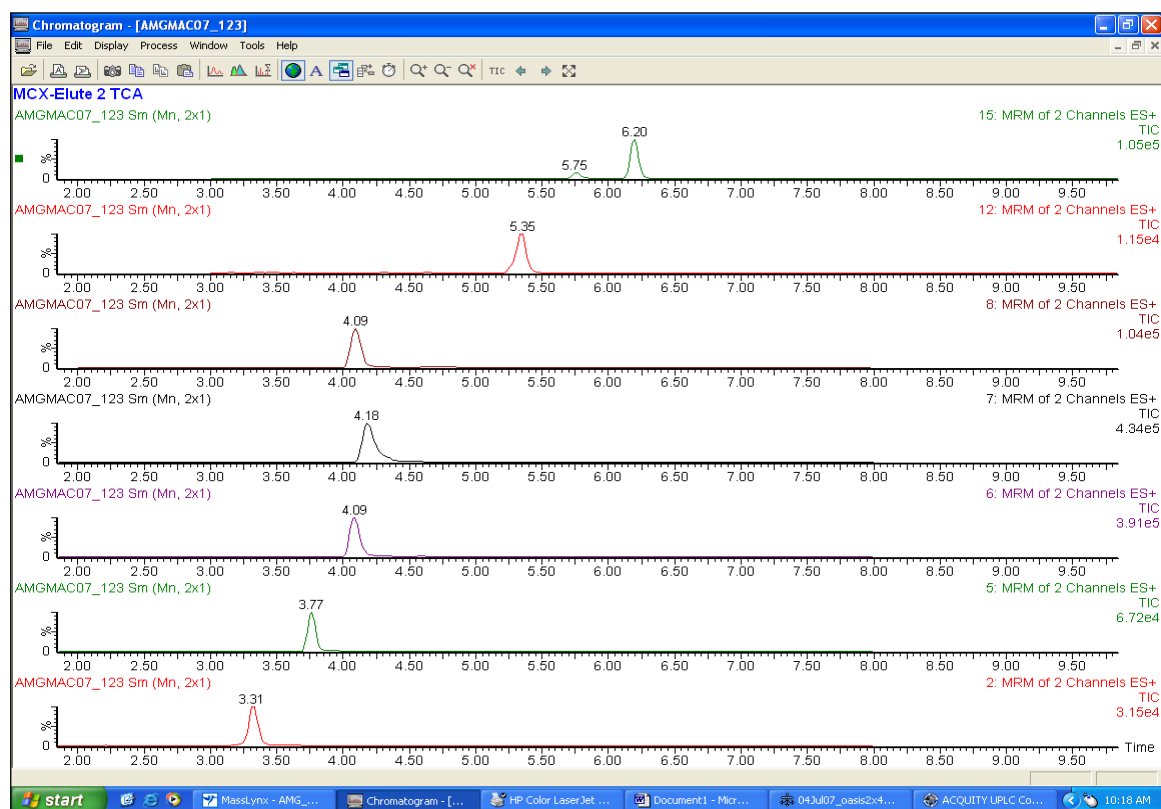 Chromatogram - [AMGMAC07_123]
File Edit Display Process Window Tools Help
TIC
MCX-Elute 2 TCA
AMGMAC07_123 Sm (Mn, 2x1) 15: MRM of 2 Channels ES+
TIC
1.05e5
6.20
5.75
%
0
2.00 2.50 3.00 3.50 4.00 4.50 5.00 5.50 6.00 6.50 7.00 7.50 8.00 8.50 9.00 9.50
AMGMAC07_123 Sm (Mn, 2x1) 12: MRM of 2 Channels ES+
TIC
1.15e4
5.35
%
0
2.00 2.50 3.00 3.50 4.00 4.50 5.00 5.50 6.00 6.50 7.00 7.50 8.00 8.50 9.00 9.50
AMGMAC07_123 Sm (Mn, 2x1) 8: MRM of 2 Channels ES+
TIC
1.04e5
4.09
%
0
2.00 2.50 3.00 3.50 4.00 4.50 5.00 5.50 6.00 6.50 7.00 7.50 8.00 8.50 9.00 9.50
AMGMAC07_123 Sm (Mn, 2x1) 7: MRM of 2 Channels ES+
TIC
4.34e5
4.18
%
0
2.00 2.50 3.00 3.50 4.00 4.50 5.00 5.50 6.00 6.50 7.00 7.50 8.00 8.50 9.00 9.50
AMGMAC07_123 Sm (Mn, 2x1) 6: MRM of 2 Channels ES+
TIC
3.91e5
4.09
%
0
2.00 2.50 3.00 3.50 4.00 4.50 5.00 5.50 6.00 6.50 7.00 7.50 8.00 8.50 9.00 9.50
AMGMAC07_123 Sm (Mn, 2x1) 5: MRM of 2 Channels ES+
TIC
6.72e4
3.77
%
0
2.00 2.50 3.00 3.50 4.00 4.50 5.00 5.50 6.00 6.50 7.00 7.50 8.00 8.50 9.00 9.50
AMGMAC07_123 Sm (Mn, 2x1) 2: MRM of 2 Channels ES+
TIC
3.15e4
3.31
%
0
Time
2.00 2.50 3.00 3.50 4.00 4.50 5.00 5.50 6.00 6.50 7.00 7.50 8.00 8.50 9.00 9.50
start MassLynx - AMG_... Chromatogram - [... HP Color LaserJet ... Document1 - Micr... 04Jul07_oasis2x4... ACQUITY UPLC Co... 10:18 AM